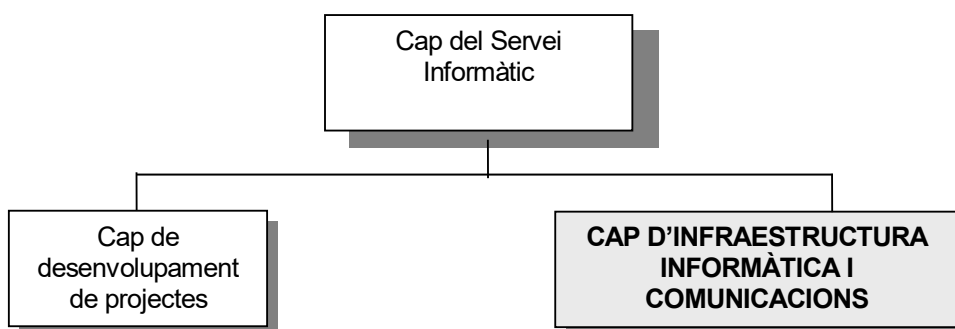 Cap del Servei
Informàtic
Cap de
desenvolupament
de projectes
CAP D’INFRAESTRUCTURA
INFORMÀTICA I
COMUNICACIONS